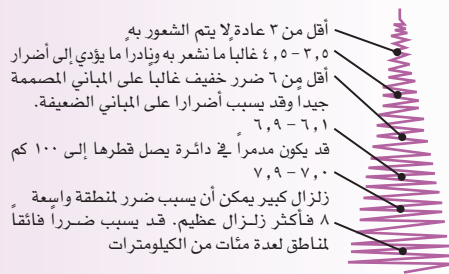 أقل من ٣ عادة لا يتم الشعور به
٣,٥ – ٤,٥ غالبا ما نشعر به ونادرا ما يؤدي إلى أضرار
أقل من ٦ ضرر خفيف غالباً على المباني المصممة
جيداً وقد يسبب أضرارا على المباني الضعيفة.
٦,١ – ٦,٩
قد يكون مدمراً في دائرة يصل قطرها إلى ١٠٠ كم
٧,٠ – ٧,٩
زلزال كبير يمكن أن يسبب ضرر لمنطقة واسعة
٨ فأكثر زلزال عظيم. قد يسبب ضرراً فائقاً
لمناطق لعدة مئات من الكيلومترات